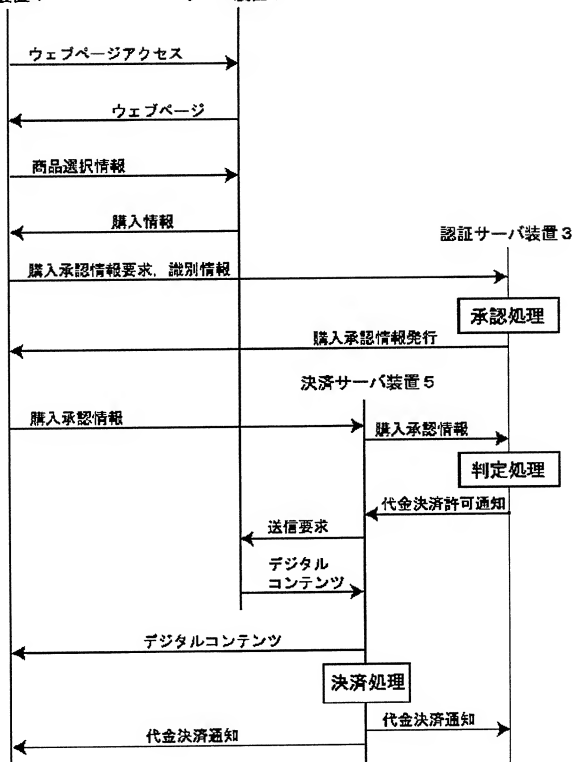 ウェブページアクセス
ウェブページ
商品選択情報
購入情報
認証サーバ装置3
購入承認情報要求, 識別情報
承認処理
購入承認情報発行
決済サーバ装置5
購入承認情報
購入承認情報
判定処理
代金決済許可通知
送信要求
デジタル
コンテンツ
デジタルコンテンツ
決済処理
代金決済通知
代金決済通知